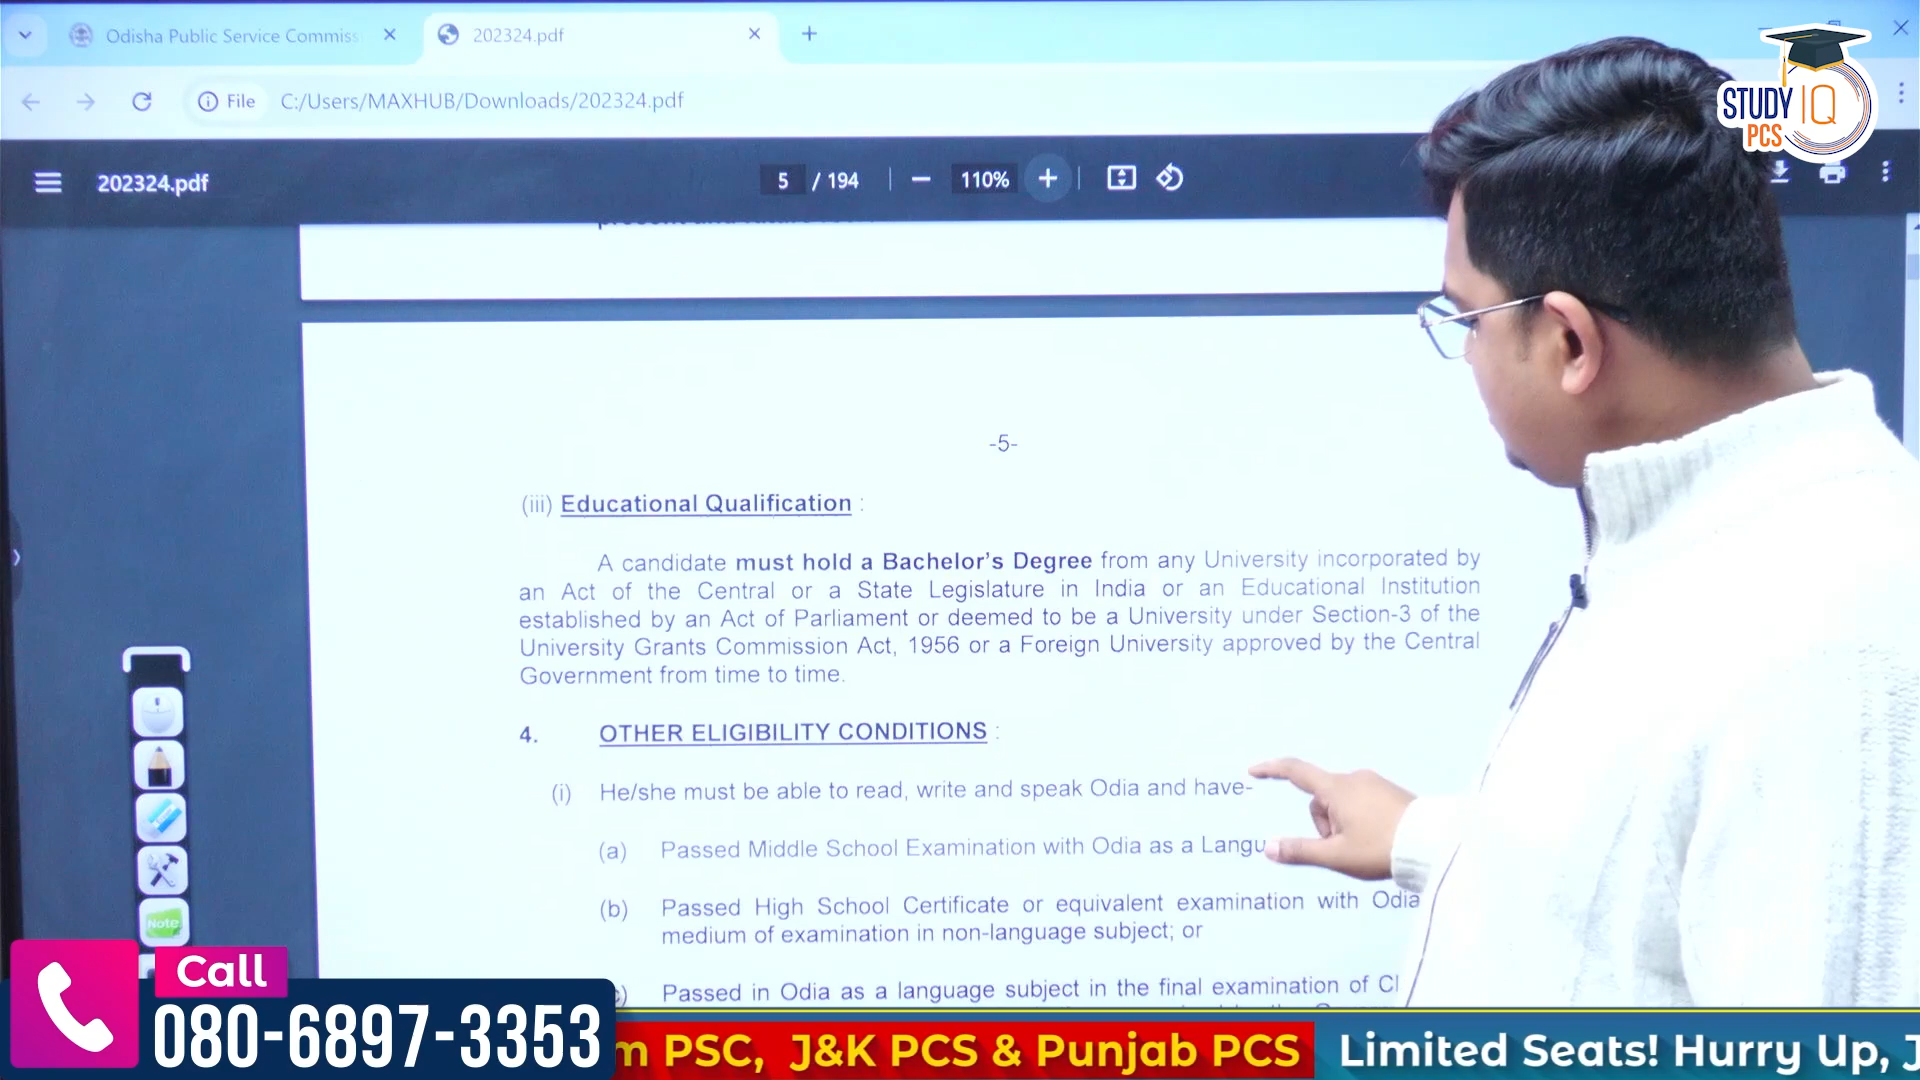 Odisha Public Service Commiss
202324.pdf
File
C:/Users/MAXHUB/Downloads/202324.pdf
STUDY IQ
PCS
202324.pdf
5 / 194
110%
-5-
(iii) Educational Qualification :
A candidate must hold a Bachelor's Degree from any University incorporated by
an Act of the Central or a State Legislature in India or an Educational Institution
established by an Act of Parliament or deemed to be a University under Section-3 of the
University Grants Commission Act, 1956 or a Foreign University approved by the Central
Government from time to time.
4. OTHER ELIGIBILITY CONDITIONS :
(i) He/she must be able to read, write and speak Odia and have-
(a) Passed Middle School Examination with Odia as a Langu
(b) Passed High School Certificate or equivalent examination with Odia
medium of examination in non-language subject; or
Passed in Odia as a language subject in the final examination of Cl
Note
Call
080-6897-3353
m PSC, J&K PCS & Punjab PCS
Limited Seats! Hurry Up, J